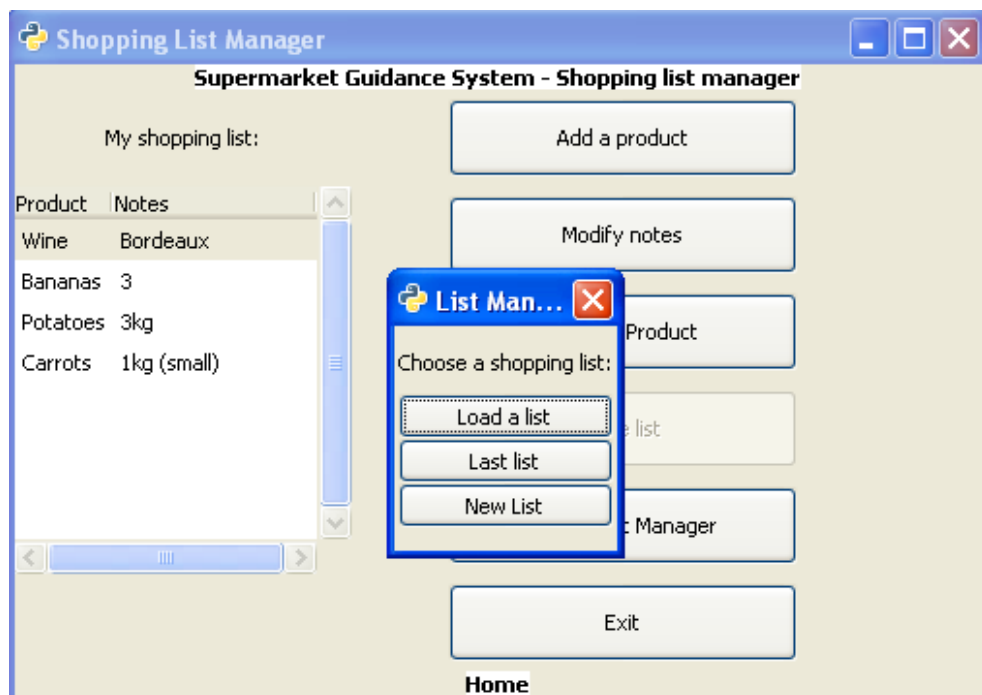 Shopping List Manager
Supermarket Guidance System - Shopping list manager
My shopping list:
Product Notes
Wine Bordeaux
Bananas 3
Potatoes 3kg
Carrots 1kg (small)
Add a product
Modify notes
Product
list
Manager
Exit
List Man...
Choose a shopping list:
Load a list
Last list
New List
Home